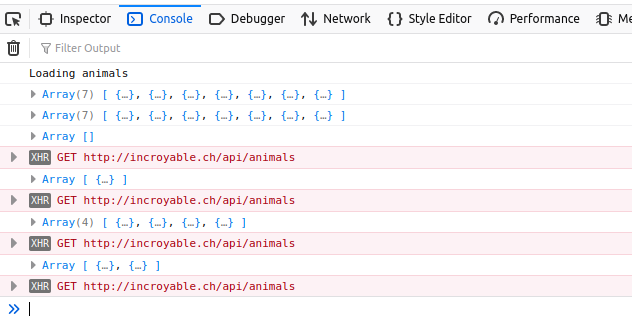 Inspector Console Debugger Network Style Editor Performance Me
Filter Output
Loading animals
Array(7) [ {…}, {…}, {…}, {…}, {…}, {…}, {…} ]
Array(7) [ {…}, {…}, {…}, {…}, {…}, {…}, {…} ]
Array []
XHR GET http://incroyable.ch/api/animals
Array [ {…} ]
XHR GET http://incroyable.ch/api/animals
Array(4) [ {…}, {…}, {…}, {…} ]
XHR GET http://incroyable.ch/api/animals
Array [ {…}, {…} ]
XHR GET http://incroyable.ch/api/animals